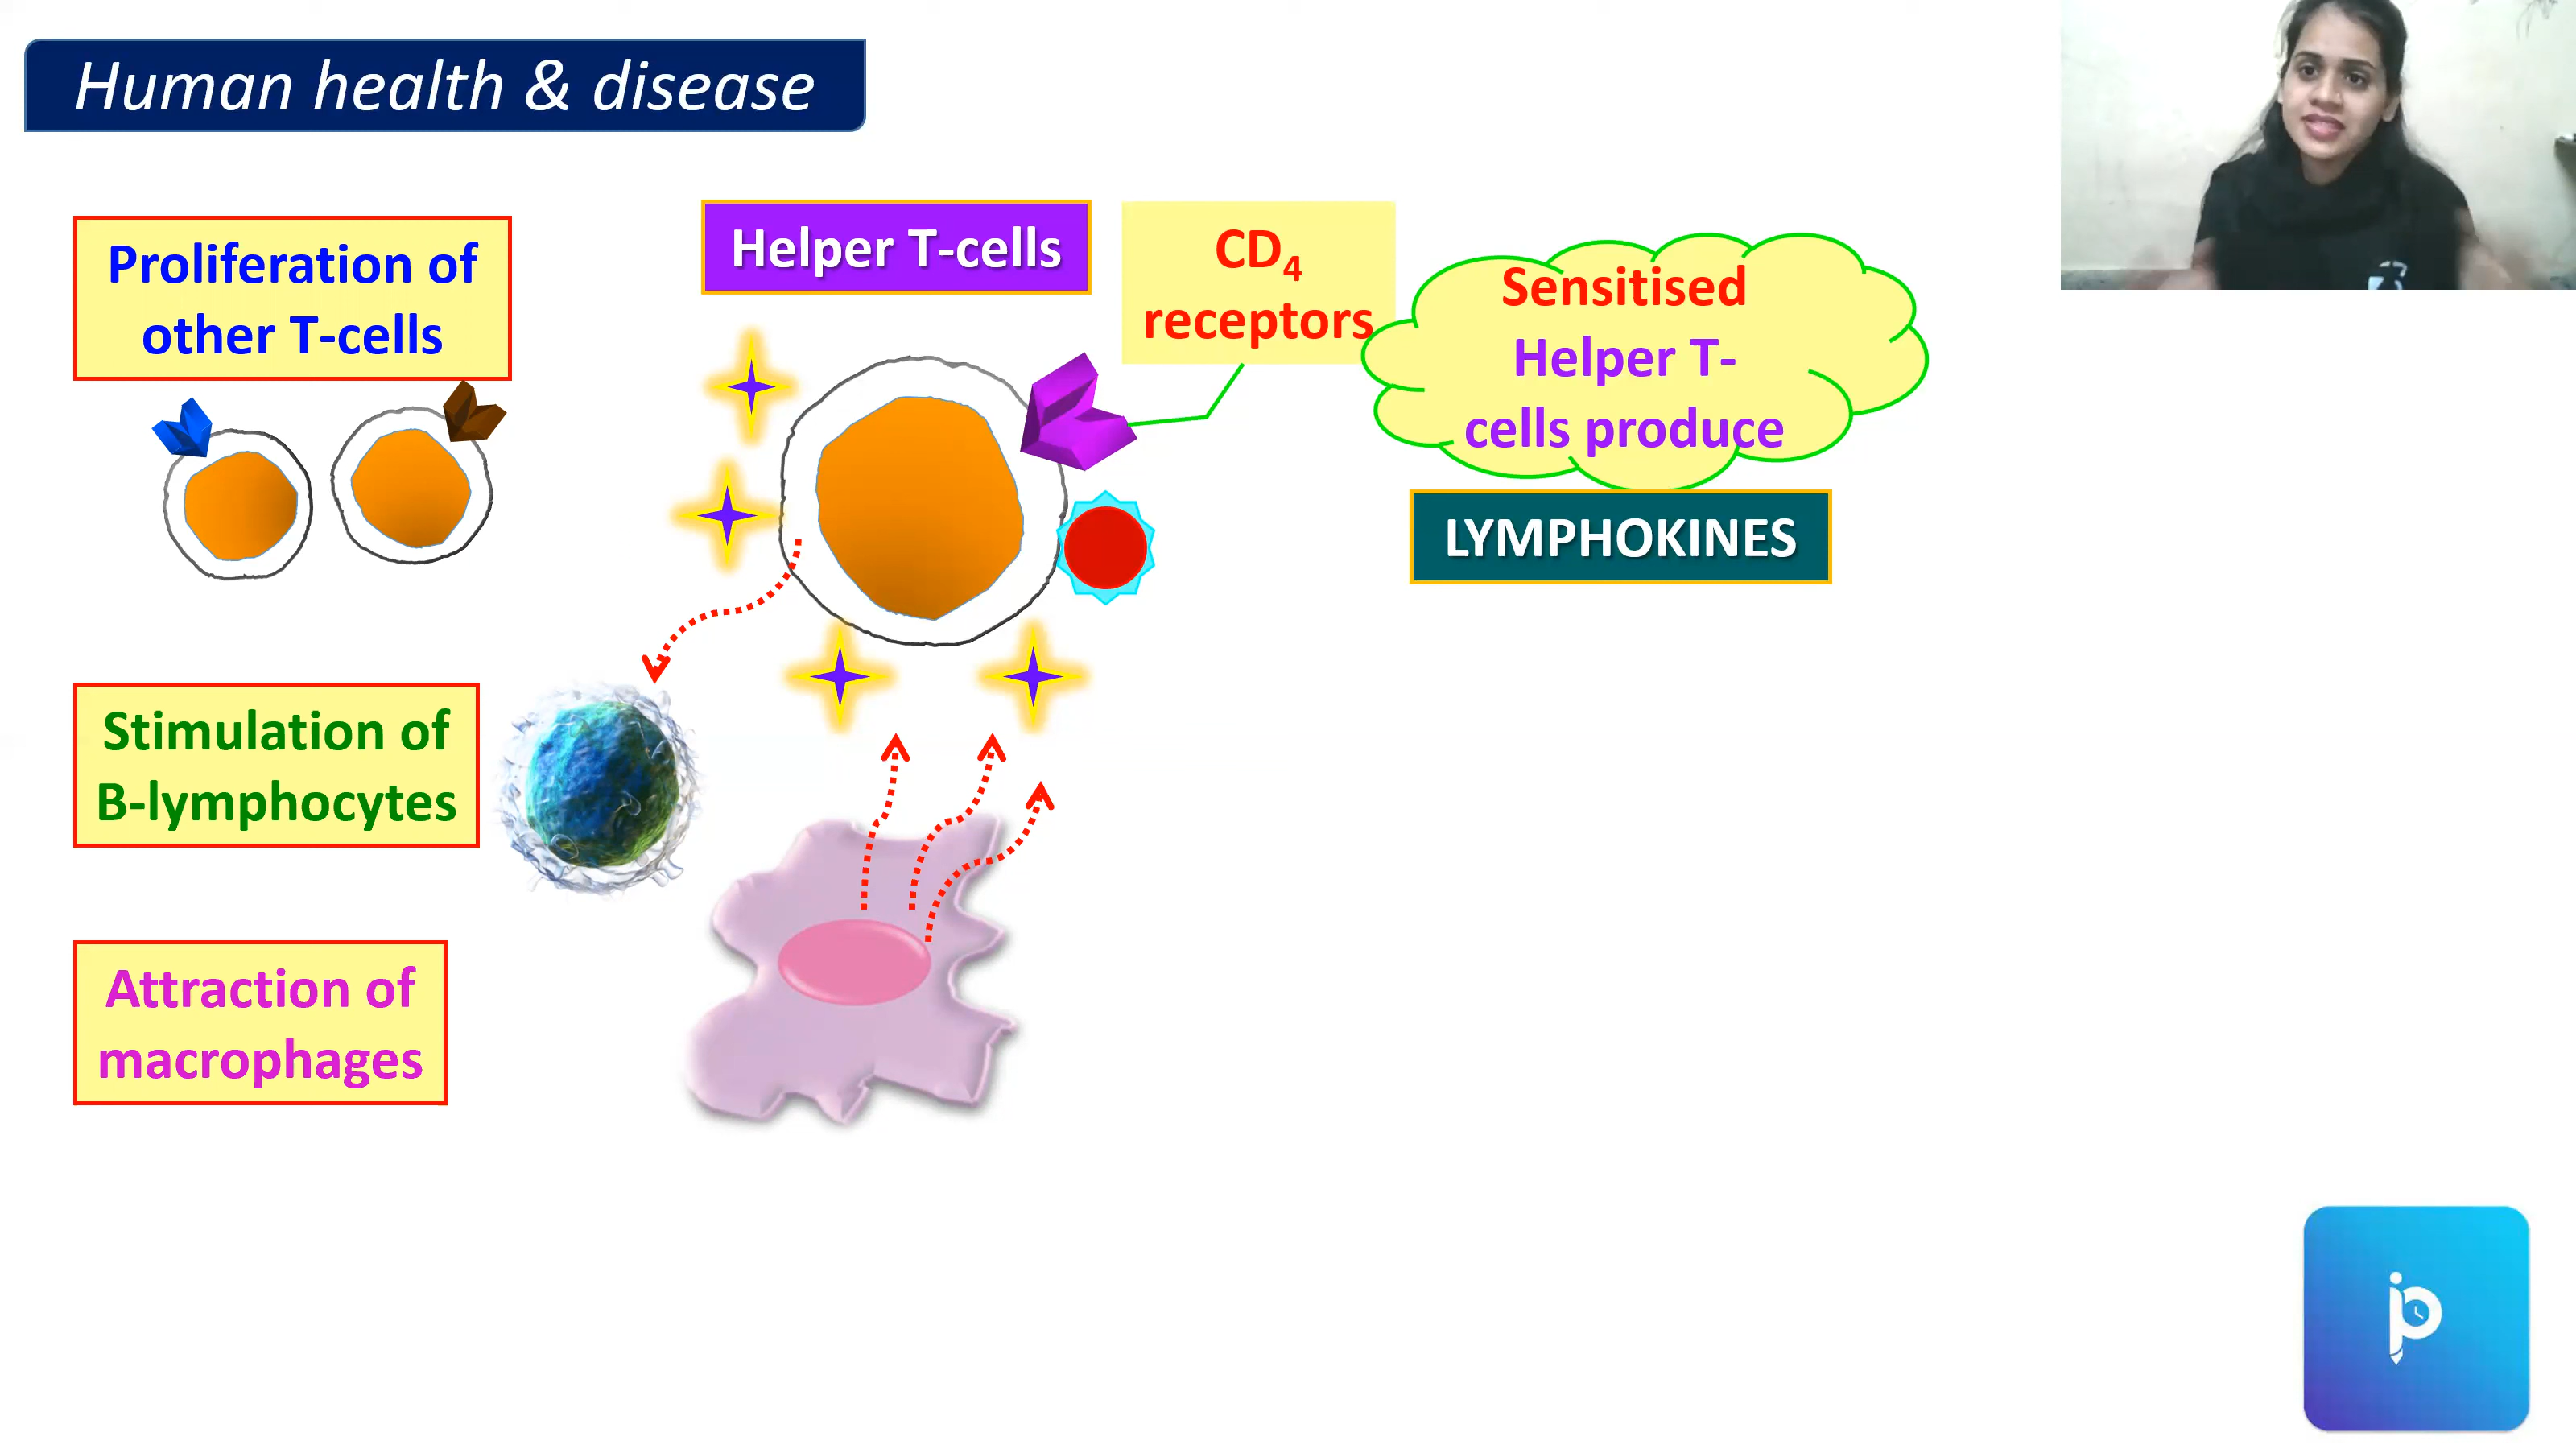 Human health & disease
Proliferation of
other T-cells
Helper T-cells
CD4
receptors
Sensitised
Helper T-
cells produce
LYMPHOKINES
Stimulation of
B-lymphocytes
Attraction of
macrophages